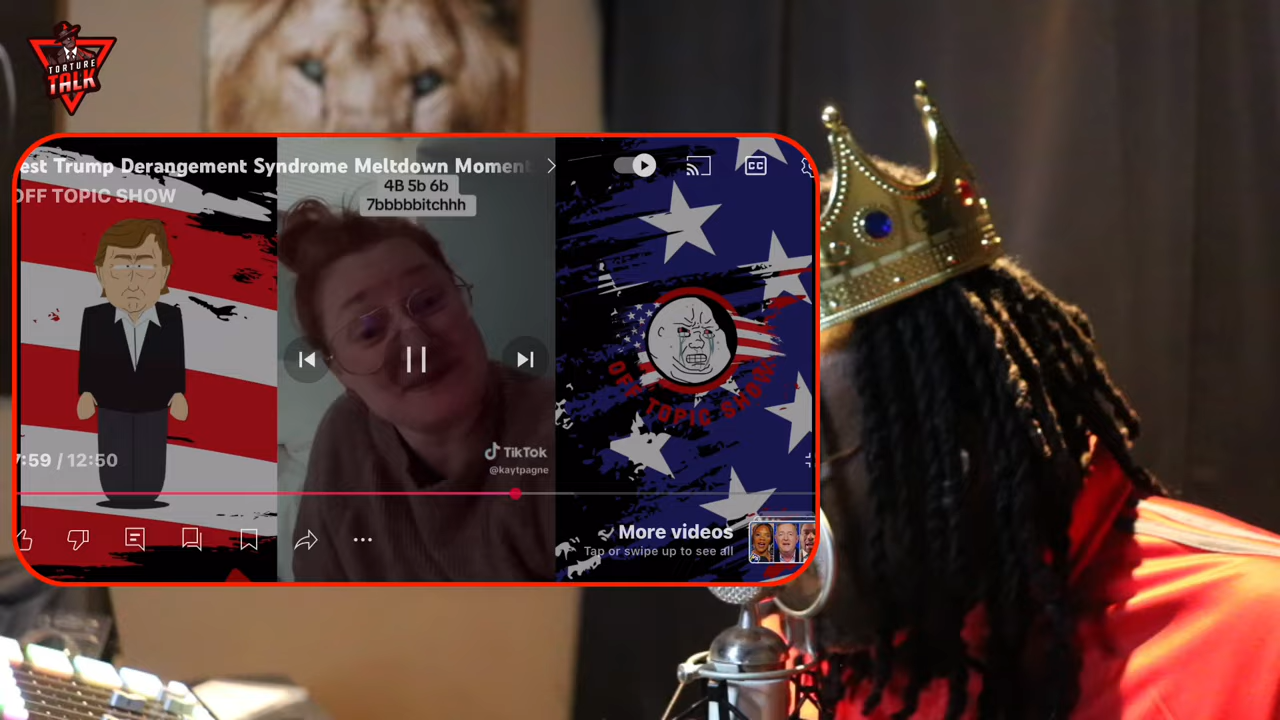 TORTURE
TALK
est Trump Derangement Syndrome Meltdown Moment
OFF TOPIC SHOW
4B 5b 6b
7bbbbbitchhh
CC
TikTok
@kaytpagne
OFF TOPIC SHOW
:59 / 12:50
More videos
Tap or swipe up to see all